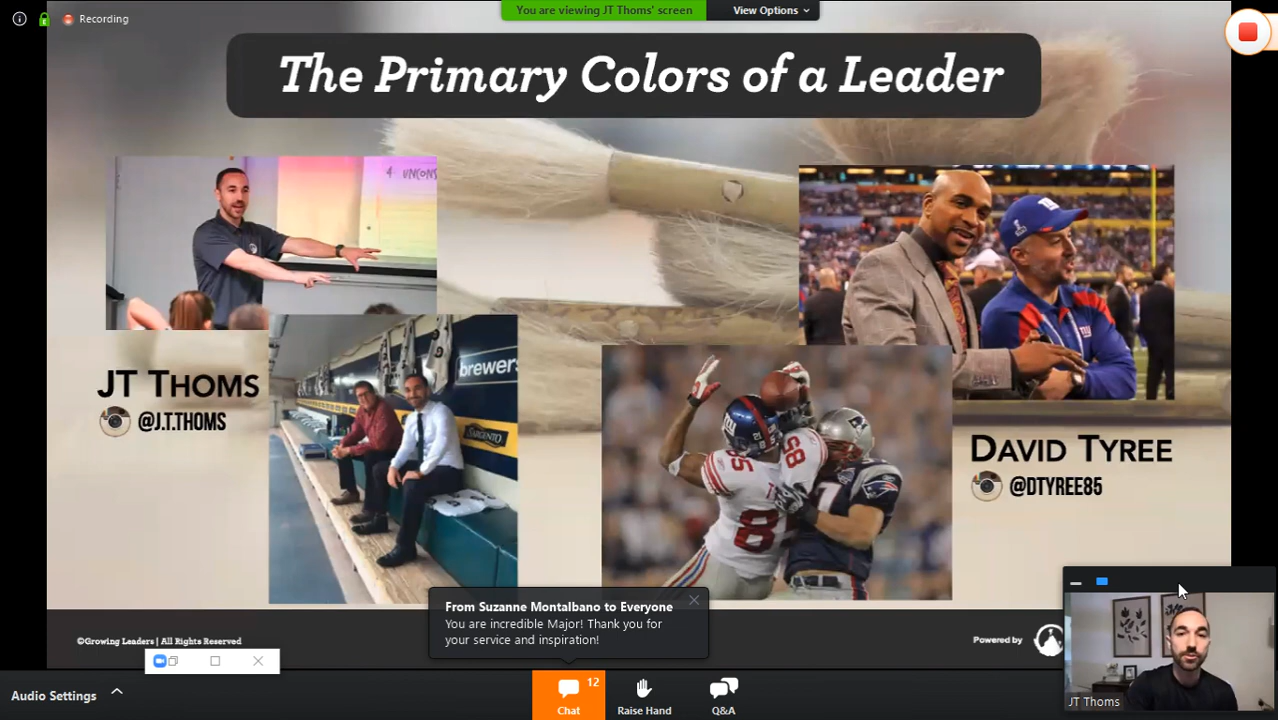 Recording
You are viewing JT Thoms' screen
View Options
The Primary Colors of a Leader
JT THOMS
@J.T.THOMS
brewers
SARGENTO
85
DAVID TYREE
@DTYREE85
From Suzanne Montalbano to Everyone
You are incredible Major! Thank you for
your service and inspiration!
©Growing Leaders | All Rights Reserved
Powered by
JT Thoms
Audio Settings
12
Chat
Raise Hand
Q&A